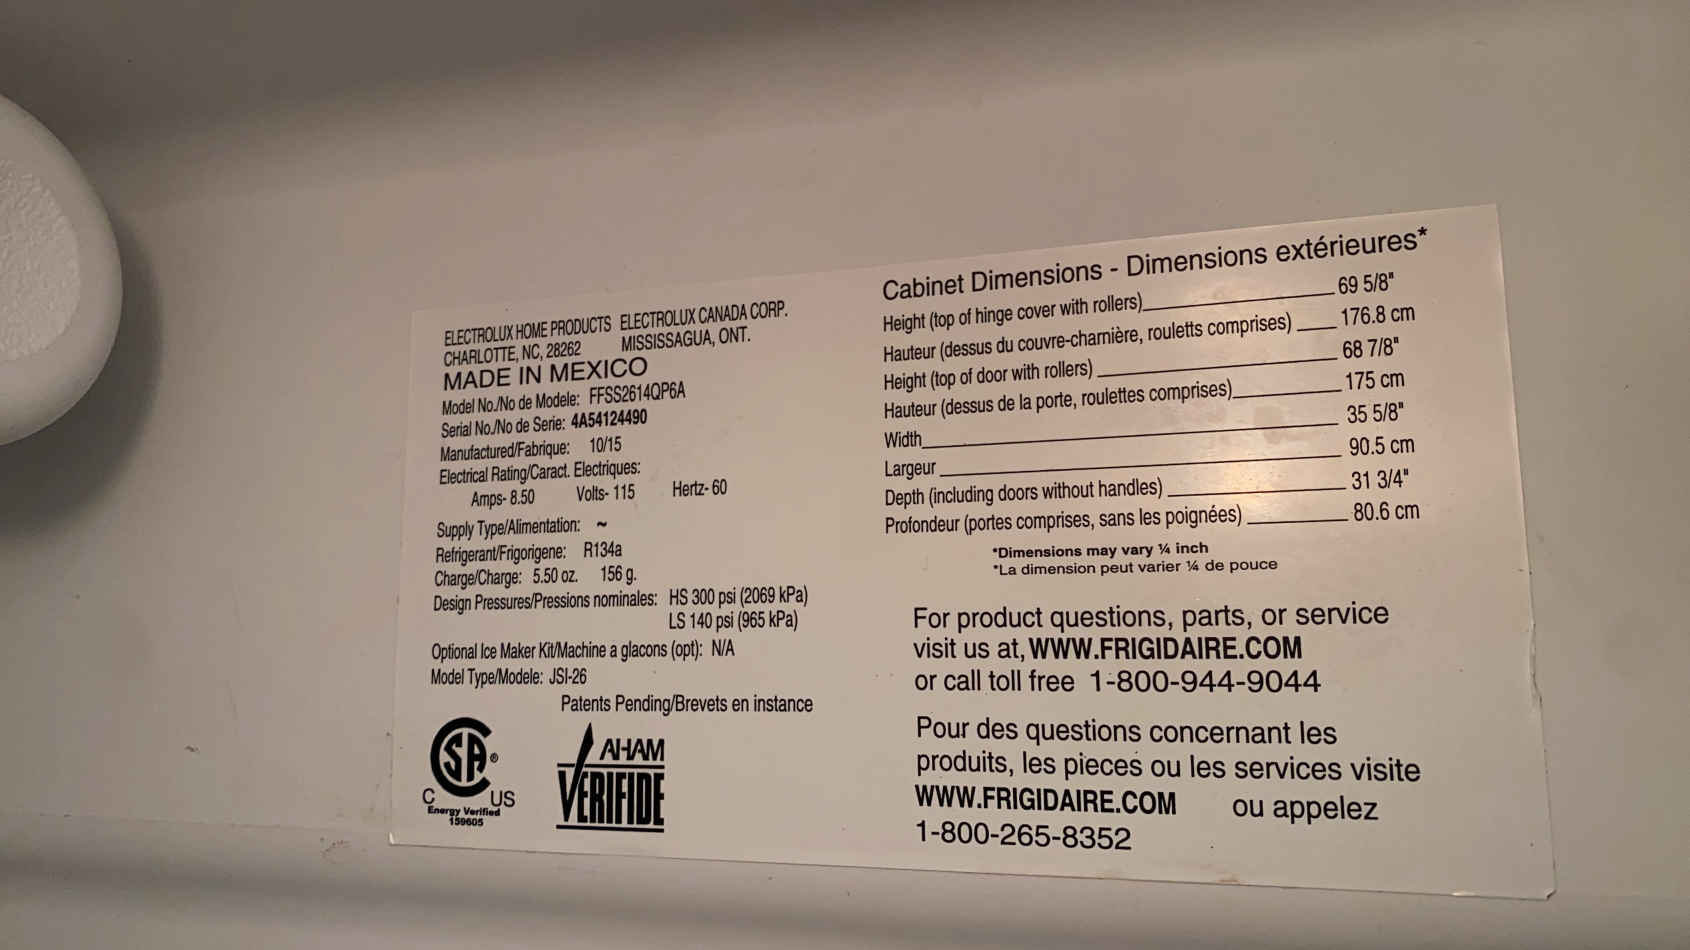 ELECTROLUX HOME PRODUCTS ELECTROLUX CANADA CORP.
CHARLOTTE, NC, 28262 MISSISSAGUA, ONT.
MADE IN MEXICO
Model No./No de Modele: FFSS2614QP6A
Serial No./No de Serie: 4A54124490
Manufactured/Fabrique: 10/15
Electrical Rating/Caract. Electriques:
Amps- 8.50 Volts- 115 Hertz- 60
Supply Type/Alimentation: ~
Refrigerant/Frigorigene: R134a
Charge/Charge: 5.50 oz. 156 g.
Design Pressures/Pressions nominales: HS 300 psi (2069 kPa)
LS 140 psi (965 kPa)
Optional Ice Maker Kit/Machine a glacons (opt): N/A
Model Type/Modele: JSI-26
Patents Pending/Brevets en instance
SA ®
C US
Energy Verified
159605
AHAM
VERIFIDE
Cabinet Dimensions - Dimensions extérieures*
Height (top of hinge cover with rollers) 69 5/8"
Hauteur (dessus du couvre-charnière, rouletts comprises) 176.8 cm
Height (top of door with rollers) 68 7/8"
Hauteur (dessus de la porte, roulettes comprises) 175 cm
Width 35 5/8"
Largeur 90.5 cm
Depth (including doors without handles) 31 3/4"
Profondeur (portes comprises, sans les poignées) 80.6 cm
*Dimensions may vary ¼ inch
*La dimension peut varier ¼ de pouce
For product questions, parts, or service
visit us at, WWW.FRIGIDAIRE.COM
or call toll free 1-800-944-9044
Pour des questions concernant les
produits, les pieces ou les services visite
WWW.FRIGIDAIRE.COM ou appelez
1-800-265-8352